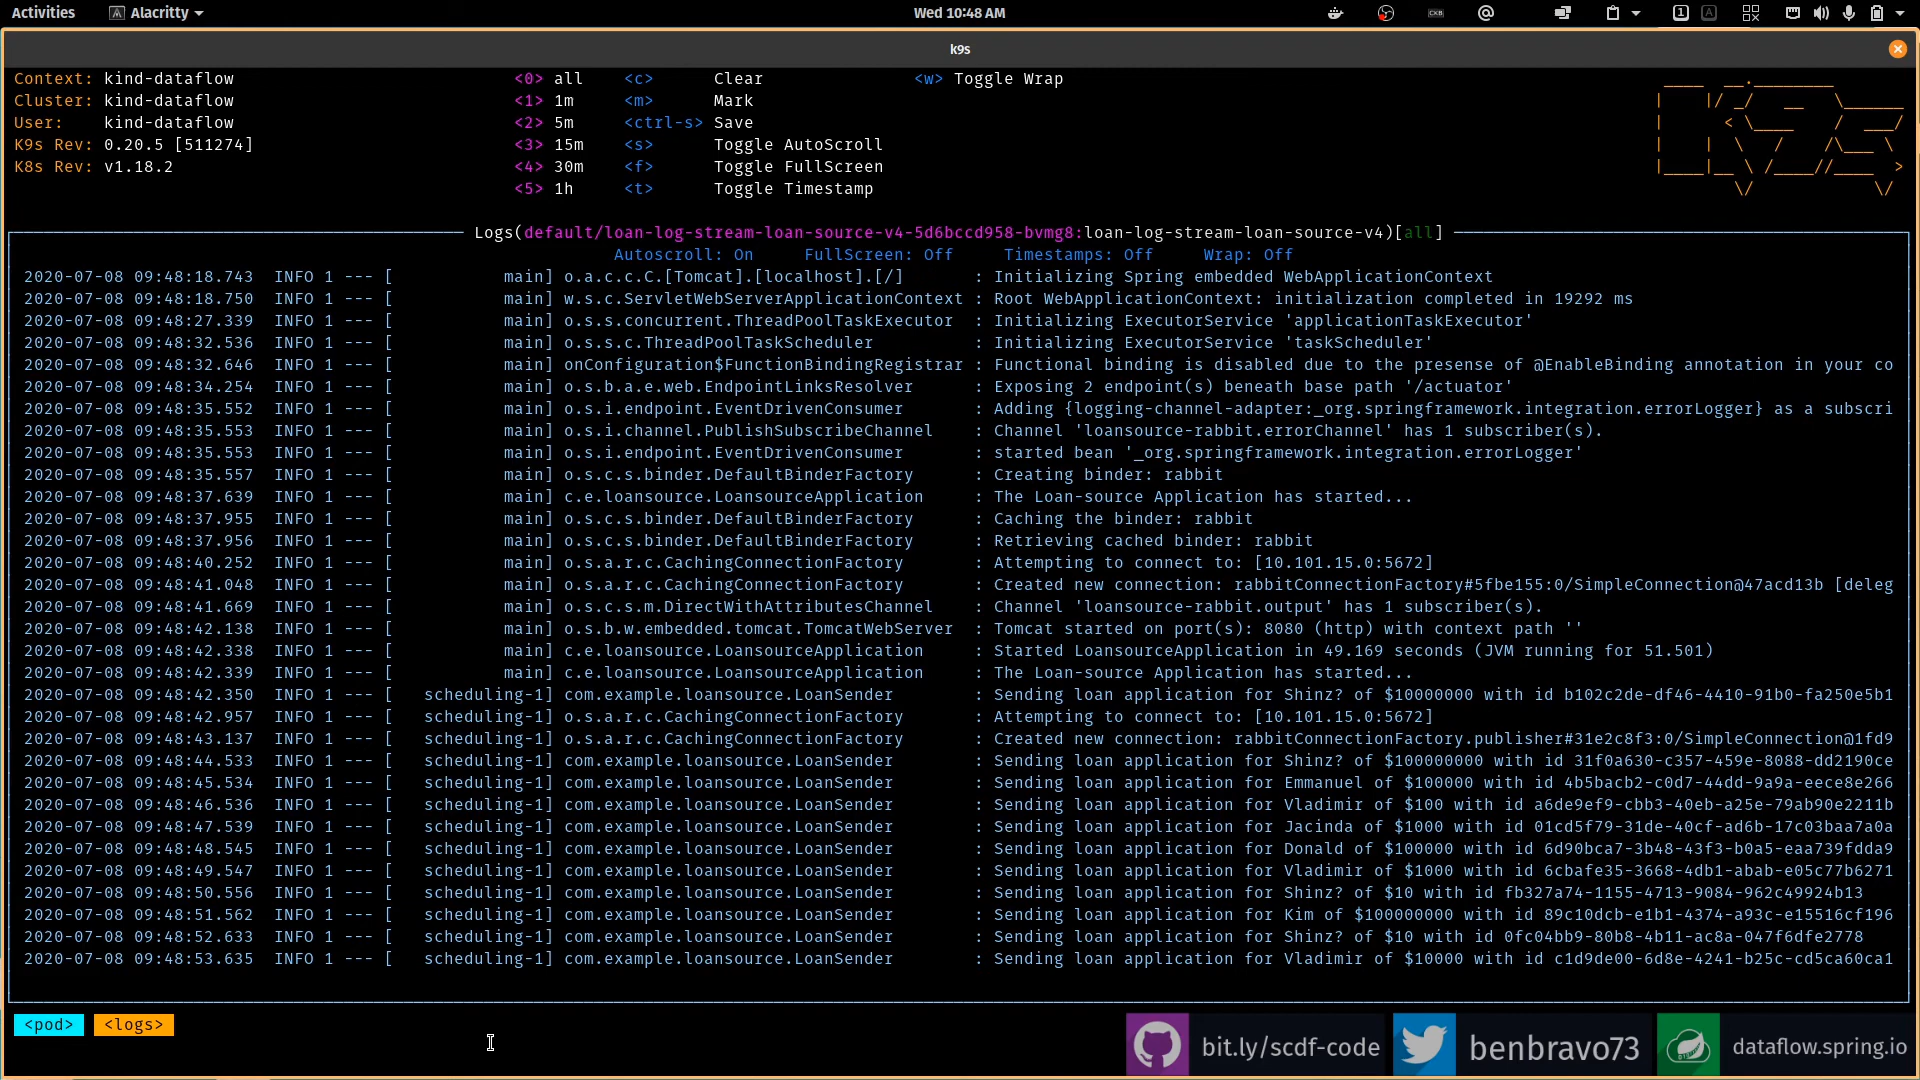 Activities Alacritty Wed 10:48 AM
k9s
Context: kind-dataflow <0> all <c> Clear <w> Toggle Wrap
Cluster: kind-dataflow <1> 1m <m> Mark
User: kind-dataflow <2> 5m <ctrl-s> Save
K9s Rev: 0.20.5 [511274] <3> 15m <s> Toggle AutoScroll
K8s Rev: v1.18.2 <4> 30m <f> Toggle FullScreen
<5> 1h <t> Toggle Timestamp
Logs(default/loan-log-stream-loan-source-v4-5d6bccd958-bvmg8:loan-log-stream-loan-source-v4)[all]
Autoscroll: On FullScreen: Off Timestamps: Off Wrap: Off
2020-07-08 09:48:18.743 INFO 1 --- [ main] o.a.c.c.C.[Tomcat].[localhost].[/] : Initializing Spring embedded WebApplicationContext
2020-07-08 09:48:18.750 INFO 1 --- [ main] w.s.c.ServletWebServerApplicationContext : Root WebApplicationContext: initialization completed in 19292 ms
2020-07-08 09:48:27.339 INFO 1 --- [ main] o.s.s.concurrent.ThreadPoolTaskExecutor : Initializing ExecutorService 'applicationTaskExecutor'
2020-07-08 09:48:32.536 INFO 1 --- [ main] o.s.s.c.ThreadPoolTaskScheduler : Initializing ExecutorService 'taskScheduler'
2020-07-08 09:48:32.646 INFO 1 --- [ main] onConfiguration$FunctionBindingRegistrar : Functional binding is disabled due to the presense of @EnableBinding annotation in your co
2020-07-08 09:48:34.254 INFO 1 --- [ main] o.s.b.a.e.web.EndpointLinksResolver : Exposing 2 endpoint(s) beneath base path '/actuator'
2020-07-08 09:48:35.552 INFO 1 --- [ main] o.s.i.endpoint.EventDrivenConsumer : Adding {logging-channel-adapter:_org.springframework.integration.errorLogger} as a subscri
2020-07-08 09:48:35.553 INFO 1 --- [ main] o.s.i.channel.PublishSubscribeChannel : Channel 'loansource-rabbit.errorChannel' has 1 subscriber(s).
2020-07-08 09:48:35.553 INFO 1 --- [ main] o.s.i.endpoint.EventDrivenConsumer : started bean '_org.springframework.integration.errorLogger'
2020-07-08 09:48:35.557 INFO 1 --- [ main] o.s.c.s.binder.DefaultBinderFactory : Creating binder: rabbit
2020-07-08 09:48:37.639 INFO 1 --- [ main] c.e.loansource.LoansourceApplication : The Loan-source Application has started...
2020-07-08 09:48:37.955 INFO 1 --- [ main] o.s.c.s.binder.DefaultBinderFactory : Caching the binder: rabbit
2020-07-08 09:48:37.956 INFO 1 --- [ main] o.s.c.s.binder.DefaultBinderFactory : Retrieving cached binder: rabbit
2020-07-08 09:48:40.252 INFO 1 --- [ main] o.s.a.r.c.CachingConnectionFactory : Attempting to connect to: [10.101.15.0:5672]
2020-07-08 09:48:41.048 INFO 1 --- [ main] o.s.a.r.c.CachingConnectionFactory : Created new connection: rabbitConnectionFactory#5fbe155:0/SimpleConnection@47acd13b [deleg
2020-07-08 09:48:41.669 INFO 1 --- [ main] o.s.c.s.m.DirectWithAttributesChannel : Channel 'loansource-rabbit.output' has 1 subscriber(s).
2020-07-08 09:48:42.138 INFO 1 --- [ main] o.s.b.w.embedded.tomcat.TomcatWebServer : Tomcat started on port(s): 8080 (http) with context path ''
2020-07-08 09:48:42.338 INFO 1 --- [ main] c.e.loansource.LoansourceApplication : Started LoansourceApplication in 49.169 seconds (JVM running for 51.501)
2020-07-08 09:48:42.339 INFO 1 --- [ main] c.e.loansource.LoansourceApplication : The Loan-source Application has started...
2020-07-08 09:48:42.350 INFO 1 --- [ scheduling-1] com.example.loansource.LoanSender : Sending loan application for Shinz? of $10000000 with id b102c2de-df46-4410-91b0-fa250e5b1
2020-07-08 09:48:42.957 INFO 1 --- [ scheduling-1] o.s.a.r.c.CachingConnectionFactory : Attempting to connect to: [10.101.15.0:5672]
2020-07-08 09:48:43.137 INFO 1 --- [ scheduling-1] o.s.a.r.c.CachingConnectionFactory : Created new connection: rabbitConnectionFactory.publisher#31e2c8f3:0/SimpleConnection@1fd9
2020-07-08 09:48:44.533 INFO 1 --- [ scheduling-1] com.example.loansource.LoanSender : Sending loan application for Shinz? of $100000000 with id 31f0a630-c357-459e-8088-dd2190ce
2020-07-08 09:48:45.534 INFO 1 --- [ scheduling-1] com.example.loansource.LoanSender : Sending loan application for Emmanuel of $100000 with id 4b5bacb2-c0d7-44dd-9a9a-eece8e266
2020-07-08 09:48:46.536 INFO 1 --- [ scheduling-1] com.example.loansource.LoanSender : Sending loan application for Vladimir of $100 with id a6de9ef9-cbb3-40eb-a25e-79ab90e2211b
2020-07-08 09:48:47.539 INFO 1 --- [ scheduling-1] com.example.loansource.LoanSender : Sending loan application for Jacinda of $1000 with id 01cd5f79-31de-40cf-ad6b-17c03baa7a0a
2020-07-08 09:48:48.545 INFO 1 --- [ scheduling-1] com.example.loansource.LoanSender : Sending loan application for Donald of $100000 with id 6d90bca7-3b48-43f3-b0a5-eaa739fdda9
2020-07-08 09:48:49.547 INFO 1 --- [ scheduling-1] com.example.loansource.LoanSender : Sending loan application for Vladimir of $1000 with id 6cbafe35-3668-4db1-abab-e05c77b6271
2020-07-08 09:48:50.556 INFO 1 --- [ scheduling-1] com.example.loansource.LoanSender : Sending loan application for Shinz? of $10 with id fb327a74-1155-4713-9084-962c49924b13
2020-07-08 09:48:51.562 INFO 1 --- [ scheduling-1] com.example.loansource.LoanSender : Sending loan application for Kim of $100000000 with id 89c10dcb-e1b1-4374-a93c-e15516cf196
2020-07-08 09:48:52.633 INFO 1 --- [ scheduling-1] com.example.loansource.LoanSender : Sending loan application for Shinz? of $10 with id 0fc04bb9-80b8-4b11-ac8a-047f6dfe2778
2020-07-08 09:48:53.635 INFO 1 --- [ scheduling-1] com.example.loansource.LoanSender : Sending loan application for Vladimir of $10000 with id c1d9de00-6d8e-4241-b25c-cd5ca60ca1
<pod> <logs>
bit.ly/scdf-code benbravo73 dataflow.spring.io